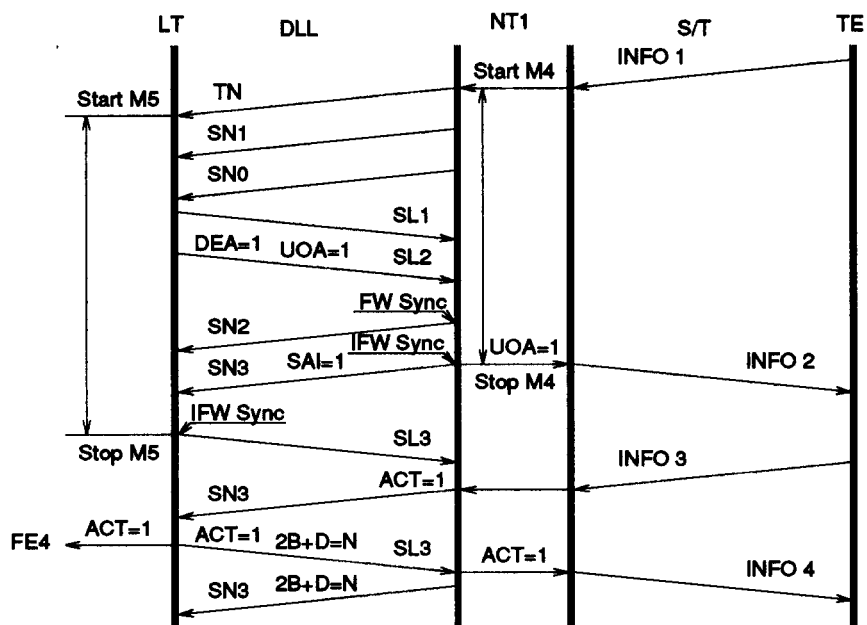 LT DLL NT1 S/T TE
INFO 1
Start M4
TN
Start M5
SN1
SN0
SL1
DEA=1 UOA=1 SL2
FW Sync
SN2
IFW Sync UOA=1
SN3 SAI=1 INFO 2
Stop M4
IFW Sync
Stop M5 SL3
INFO 3
ACT=1
SN3
ACT=1 ACT=1 2B+D=N
FE4 SL3 ACT=1
INFO 4
SN3 2B+D=N